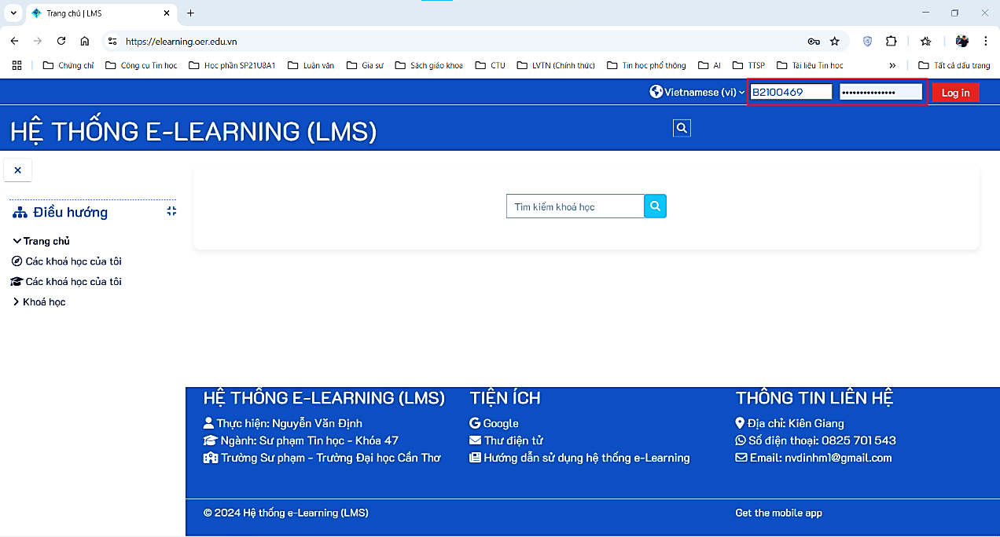 Trang chủ | LMS
https://elearning.oer.edu.vn
Chứng chỉ Công cụ Tin học Học phần SP21U8A1 Luận văn Gia sư Sách giáo khoa CTU LVTN (Chính thức) Tin học phổ thông AI TTSP Tài liệu Tin học » Tất cả dấu trang
Vietnamese (vi) B2100469 ••••••••••••••• Log in
HỆ THỐNG E-LEARNING (LMS)
Điều hướng
Tìm kiếm khoá học
Trang chủ
Các khoá học của tôi
Các khoá học của tôi
Khoá học
HỆ THỐNG E-LEARNING (LMS)
Thực hiện: Nguyễn Văn Định
Ngành: Sư phạm Tin học - Khóa 47
Trường Sư phạm - Trường Đại học Cần Thơ
TIỆN ÍCH
Google
Thư điện tử
Hướng dẫn sử dụng hệ thống e-Learning
THÔNG TIN LIÊN HỆ
Địa chỉ: Kiên Giang
Số điện thoại: 0825 701 543
Email: nvdinhm1@gmail.com
© 2024 Hệ thống e-Learning (LMS)
Get the mobile app